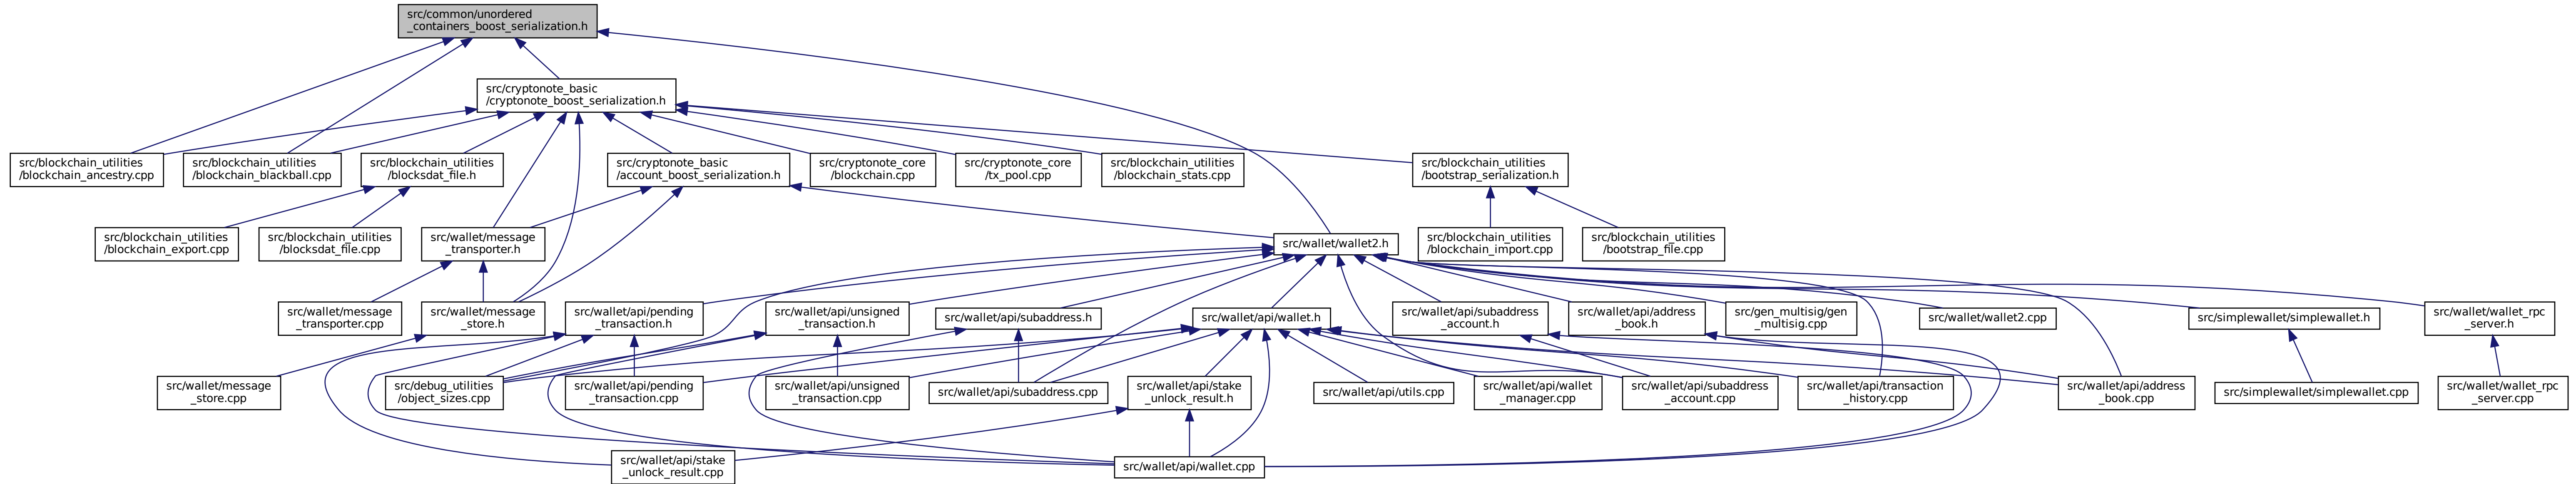 src/common/unordered
_containers_boost_serialization.h
src/cryptonote_basic
/cryptonote_boost_serialization.h
src/blockchain_utilities
/blockchain_ancestry.cpp
src/blockchain_utilities
/blockchain_blackball.cpp
src/blockchain_utilities
/blocksdat_file.h
src/cryptonote_basic
/account_boost_serialization.h
src/cryptonote_core
/blockchain.cpp
src/cryptonote_core
/tx_pool.cpp
src/blockchain_utilities
/blockchain_stats.cpp
src/blockchain_utilities
/bootstrap_serialization.h
src/blockchain_utilities
/blockchain_export.cpp
src/blockchain_utilities
/blocksdat_file.cpp
src/wallet/message
_transporter.h
src/wallet/wallet2.h
src/blockchain_utilities
/blockchain_import.cpp
src/blockchain_utilities
/bootstrap_file.cpp
src/wallet/message
_transporter.cpp
src/wallet/message
_store.h
src/wallet/api/pending
_transaction.h
src/wallet/api/unsigned
_transaction.h
src/wallet/api/subaddress.h
src/wallet/api/wallet.h
src/wallet/api/subaddress
_account.h
src/wallet/api/address
_book.h
src/gen_multisig/gen
_multisig.cpp
src/wallet/wallet2.cpp
src/simplewallet/simplewallet.h
src/wallet/wallet_rpc
_server.h
src/wallet/message
_store.cpp
src/debug_utilities
/object_sizes.cpp
src/wallet/api/pending
_transaction.cpp
src/wallet/api/unsigned
_transaction.cpp
src/wallet/api/subaddress.cpp
src/wallet/api/stake
_unlock_result.h
src/wallet/api/utils.cpp
src/wallet/api/wallet
_manager.cpp
src/wallet/api/subaddress
_account.cpp
src/wallet/api/transaction
_history.cpp
src/wallet/api/address
_book.cpp
src/simplewallet/simplewallet.cpp
src/wallet/wallet_rpc
_server.cpp
src/wallet/api/stake
_unlock_result.cpp
src/wallet/api/wallet.cpp